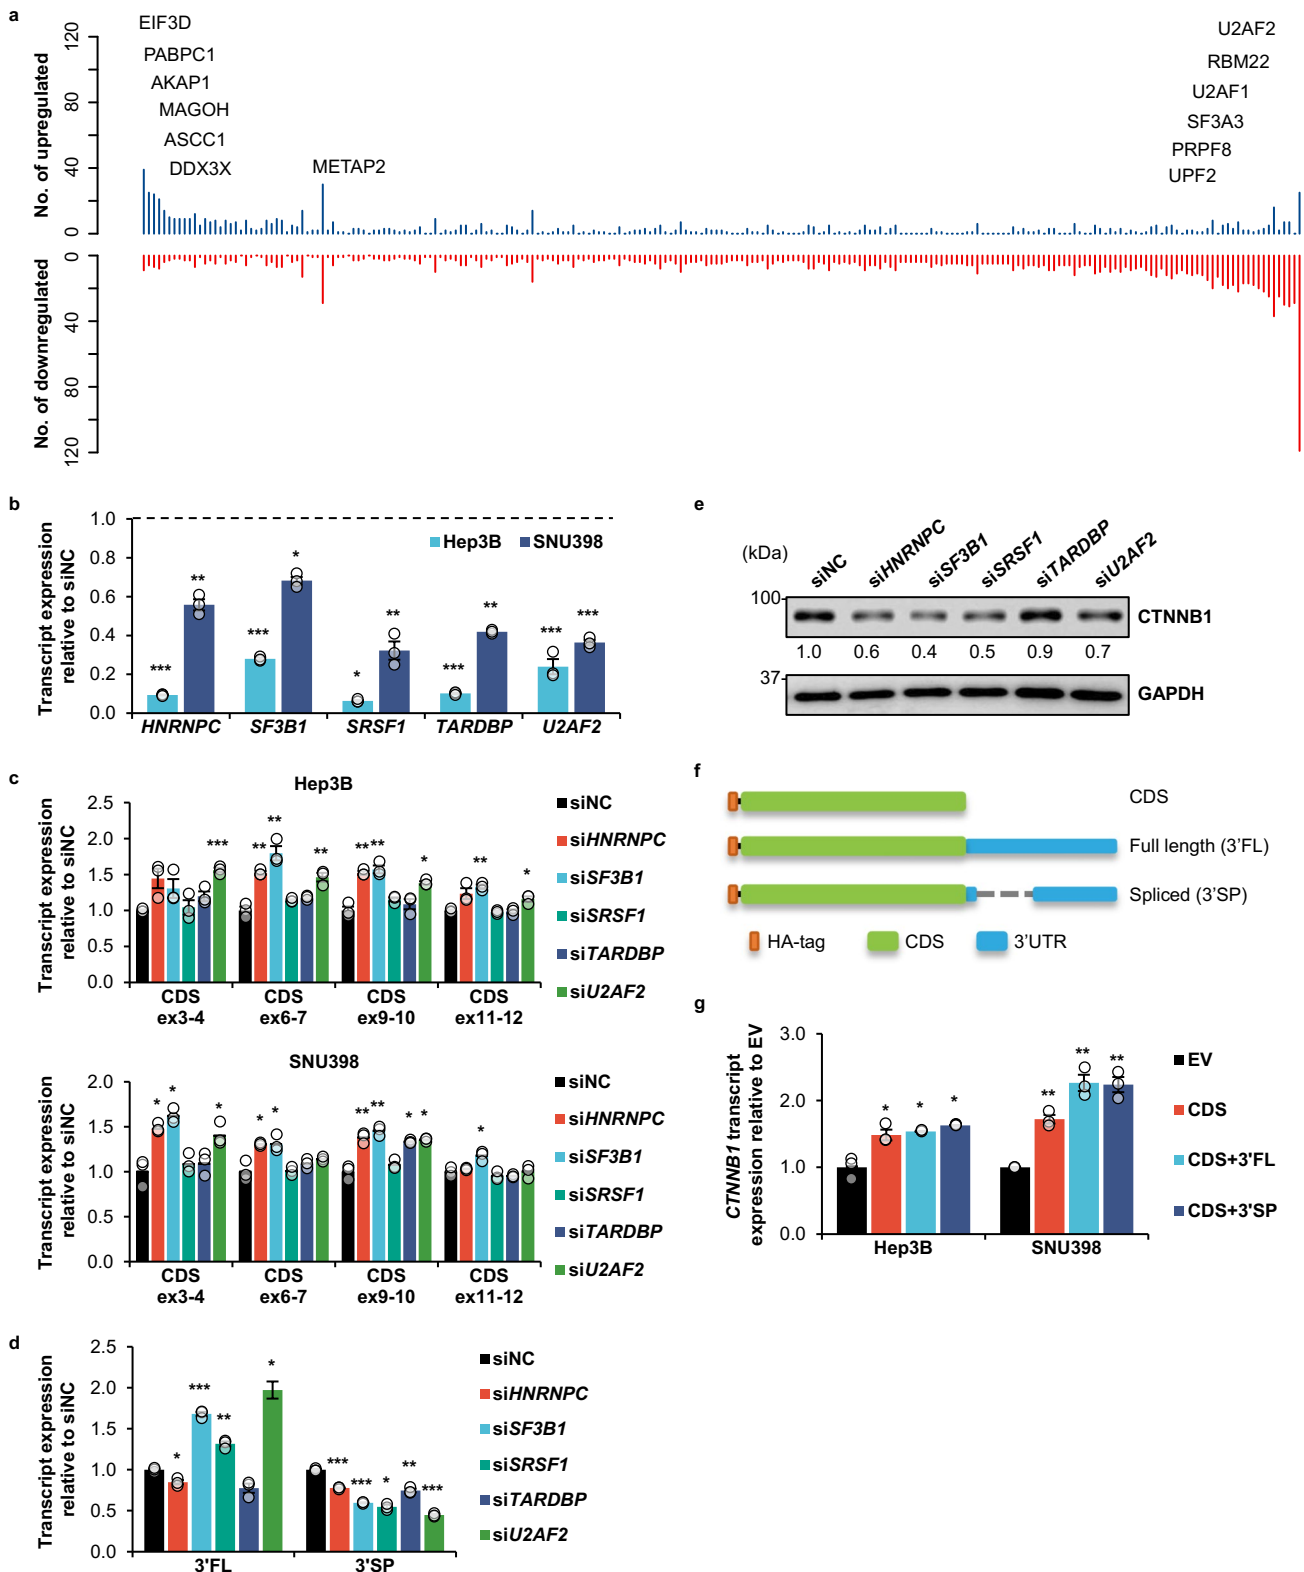 a
EIF3D
PABPC1
AKAP1
MAGOH
ASCC1
DDX3X
METAP2
U2AF2
RBM22
U2AF1
SF3A3
PRPF8
UPF2
No. of upregulated
120
80
40
0
No. of downregulated
0
40
80
120
b
Transcript expression
relative to siNC
1.0
0.8
0.6
0.4
0.2
0.0
Hep3B SNU398
*** ** *** * * ** *** ** *** ***
HNRNPC SF3B1 SRSF1 TARDBP U2AF2
c
Hep3B
Transcript expression
relative to siNC
2.5
2.0
1.5
1.0
0.5
0.0
*** ** ** ** ** ** * ** *
CDS CDS CDS CDS
ex3-4 ex6-7 ex9-10 ex11-12
siNC
siHNRNPC
siSF3B1
siSRSF1
siTARDBP
siU2AF2
SNU398
Transcript expression
relative to siNC
2.0
1.5
1.0
0.5
0.0
* * * * * ** ** * * *
CDS CDS CDS CDS
ex3-4 ex6-7 ex9-10 ex11-12
siNC
siHNRNPC
siSF3B1
siSRSF1
siTARDBP
siU2AF2
d
Transcript expression
relative to siNC
2.5
2.0
1.5
1.0
0.5
0.0
* *** ** * *** *** * ** ***
3'FL 3'SP
siNC
siHNRNPC
siSF3B1
siSRSF1
siTARDBP
siU2AF2
e
(kDa)
siNC siHNRNPC siSF3B1 siSRSF1 siTARDBP siU2AF2
100
CTNNB1
1.0 0.6 0.4 0.5 0.9 0.7
37
GAPDH
f
CDS
Full length (3'FL)
Spliced (3'SP)
HA-tag CDS 3'UTR
g
CTNNB1 transcript
expression relative to EV
3.0
2.0
1.0
0.0
* * * ** ** **
Hep3B SNU398
EV
CDS
CDS+3'FL
CDS+3'SP